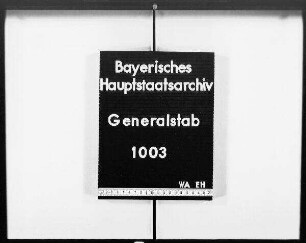 Bayerisches
Hauptstaatsarchiv
Generalstab
1003
WA EH